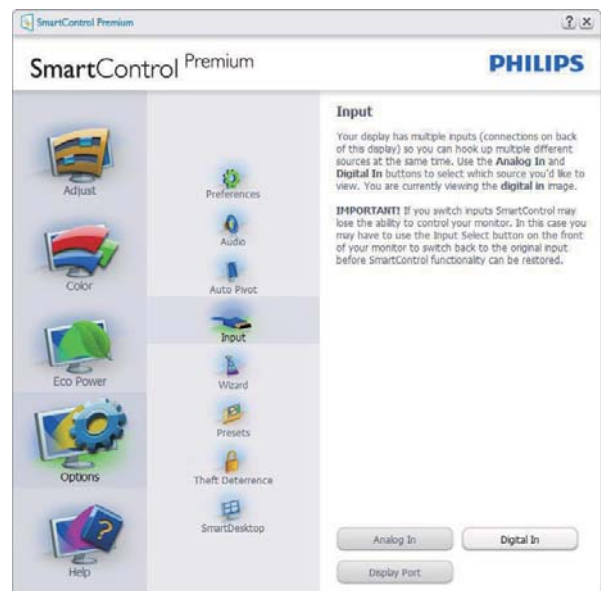 SmartControl Premium
? x
SmartControl Premium
PHILIPS
Adjust
Color
Eco Power
Options
Help
Preferences
Audio
Auto Pivot
Input
Wizard
Presets
Theft Deterrence
SmartDesktop
Input
Your display has multiple inputs (connections on back
of this display) so you can hook up multiple different
sources at the same time. Use the Analog In and
Digital In buttons to select which source you'd like to
view. You are currently viewing the digital in image.
IMPORTANT! If you switch inputs SmartControl may
lose the ability to control your monitor. In this case you
may have to use the Input Select button on the front
of your monitor to switch back to the original input
before SmartControl functionality can be restored.
Analog In
Digital In
Display Port